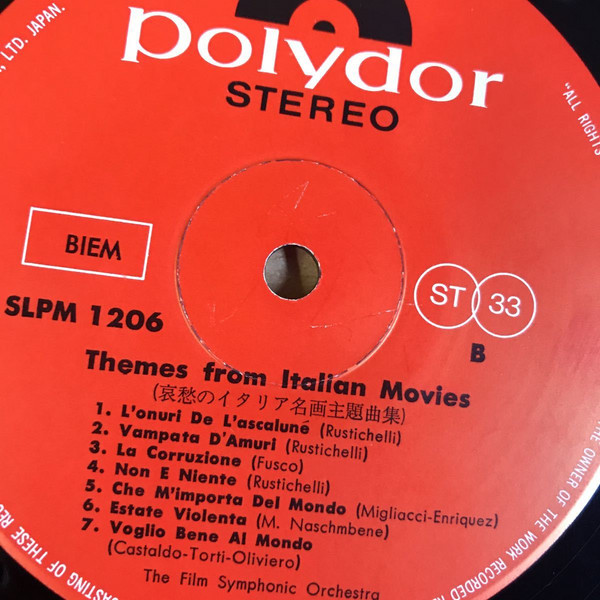 ., LTD. JAPAN.
polydor
STEREO
"ALL RIGHTS
BIEM
SLPM 1206
ST 33
B
Themes from Italian Movies
(哀愁のイタリア名画主題曲集)
1. L'onuri De L'ascaluné (Rustichelli)
2. Vampata D'Amuri (Rustichelli)
3. La Corruzione (Fusco)
4. Non E Niente (Rustichelli)
5. Che M'importa Del Mondo (Migliacci-Enriquez)
6. Estate Violenta (M. Naschmbene)
7. Voglio Bene Al Mondo
(Castaldo-Torti-Oliviero)
The Film Symphonic Orchestra
THE OWNER OF THE WORK RECORDED
CASTING OF THESE REC